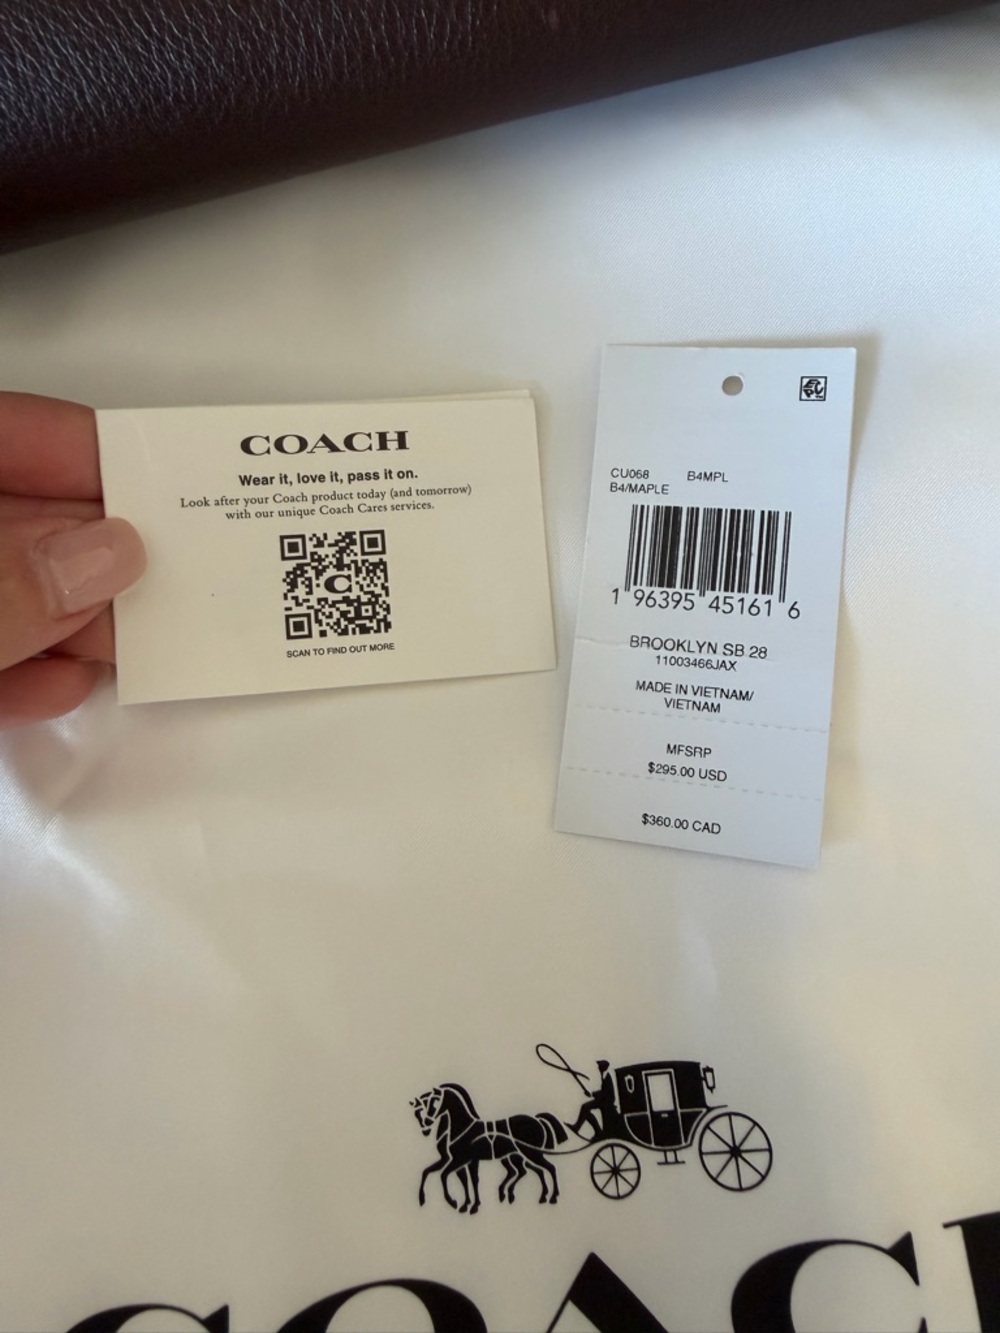 COACH
Wear it, love it, pass it on.
Look after your Coach product today (and tomorrow)
with our unique Coach Cares services.
C
SCAN TO FIND OUT MORE
CU068 B4MPL
B4/MAPLE
1 96395 45161 6
BROOKLYN SB 28
11003466JAX
MADE IN VIETNAM/
VIETNAM
MFSRP
$295.00 USD
$360.00 CAD
COACH